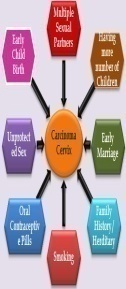 Multiple
Sexual
Partners
Having
more
number of
Children
Early
Marriage
Family
History/
Herditary
Smoking
Oral
Contraceptiv
e Pills
Unprotect
ed Sex
Early
Child
Birth
Carcinoma
Cervix